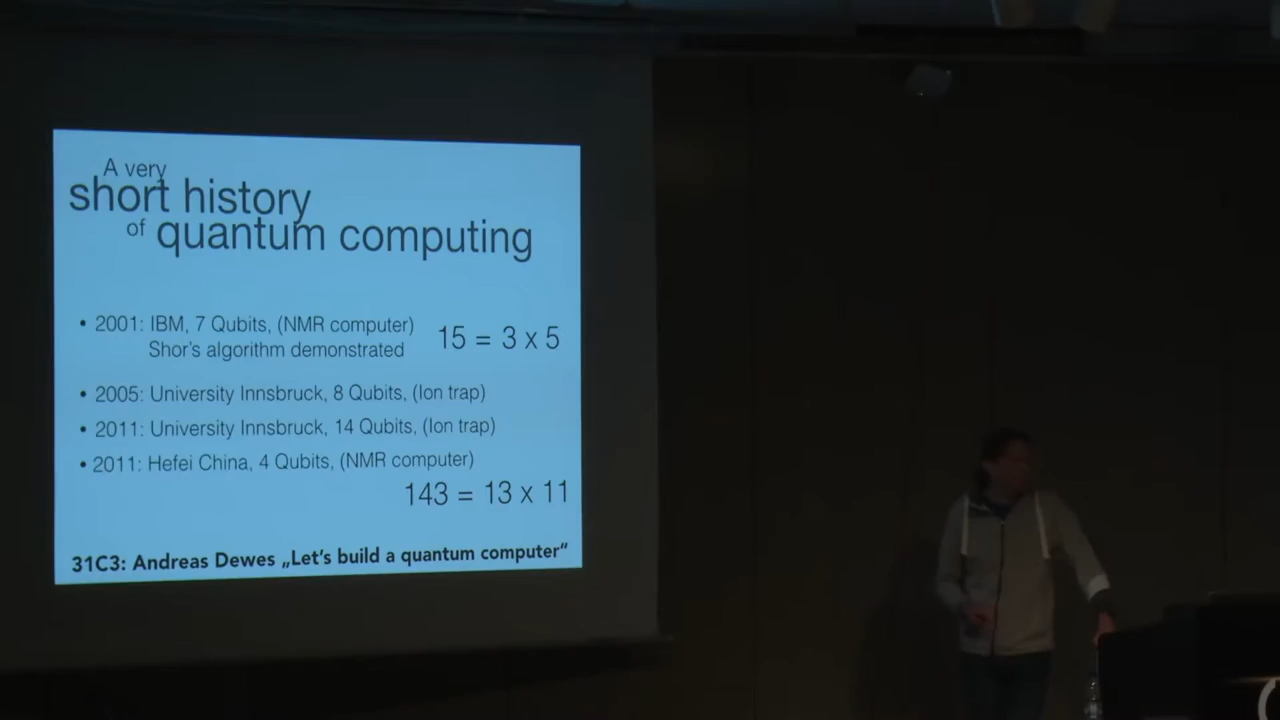 A very
short history
of quantum computing
• 2001: IBM, 7 Qubits, (NMR computer)
Shor's algorithm demonstrated
15 = 3 x 5
• 2005: University Innsbruck, 8 Qubits, (Ion trap)
• 2011: University Innsbruck, 14 Qubits, (Ion trap)
• 2011: Hefei China, 4 Qubits, (NMR computer)
143 = 13 x 11
31C3: Andreas Dewes „Let's build a quantum computer“